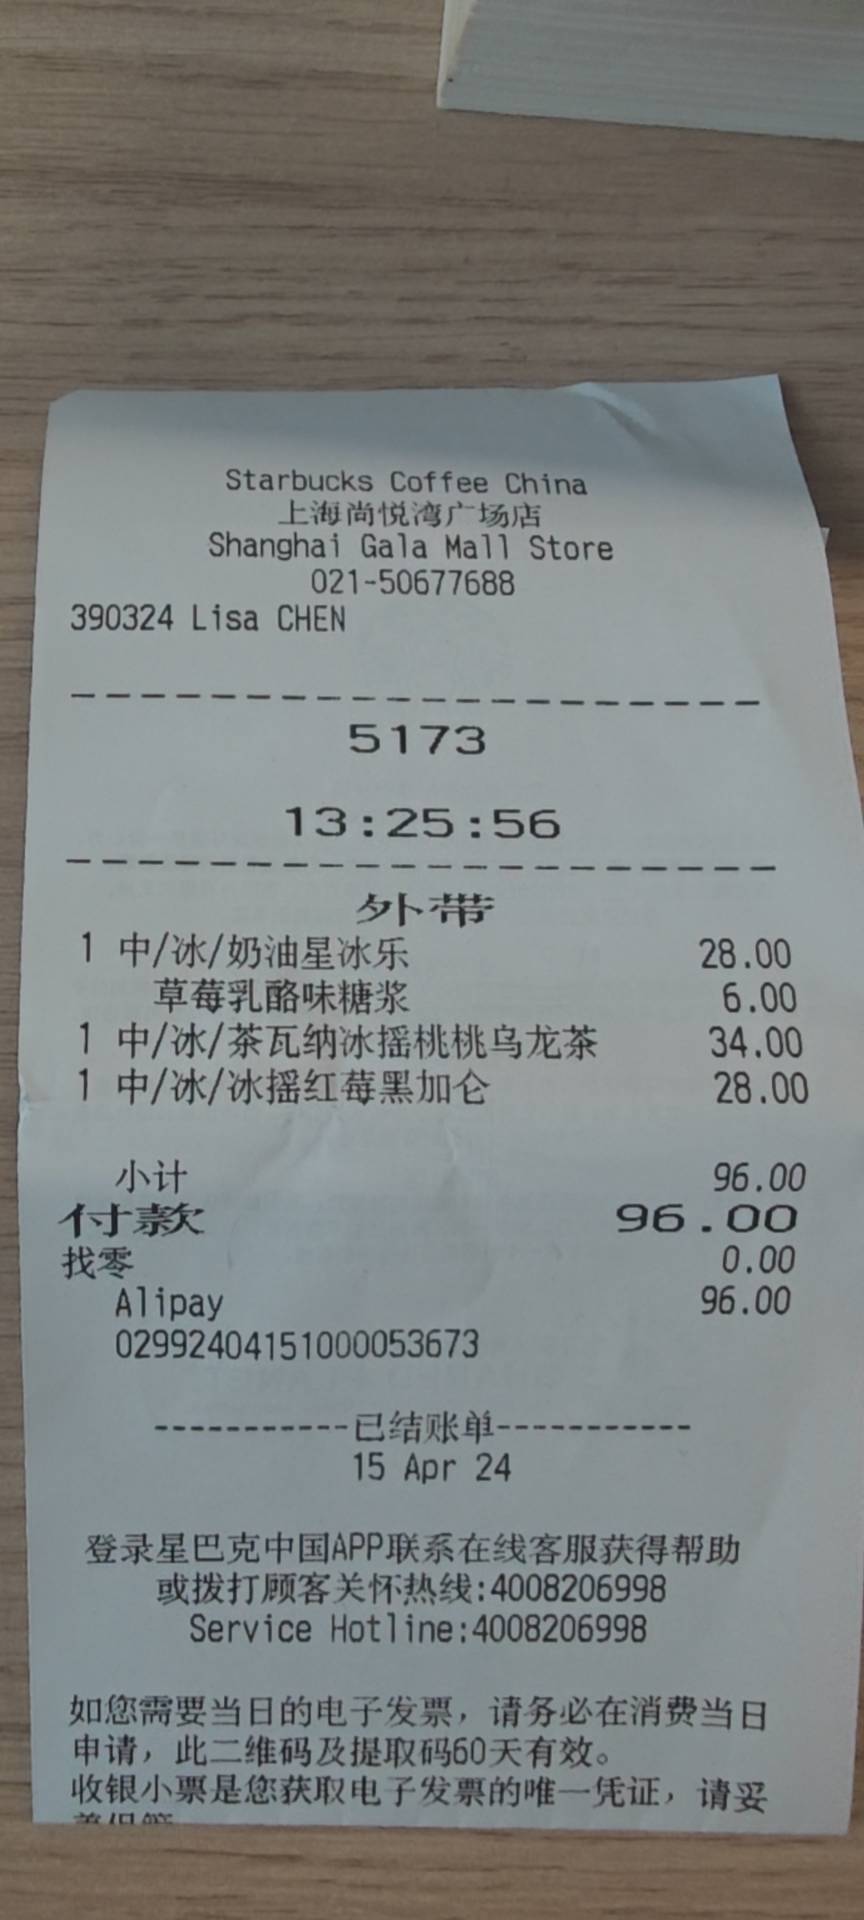 Starbucks Coffee China
上海尚悦湾广场店
Shanghai Gala Mall Store
021-50677688
390324 Lisa CHEN
--------------------
5173
13:25:56
--------------------
外带
1 中/冰/奶油星冰乐 28.00
草莓乳酪味糖浆 6.00
1 中/冰/茶瓦纳冰摇桃桃乌龙茶 34.00
1 中/冰/冰摇红莓黑加仑 28.00
小计 96.00
付款 96.00
找零 0.00
Alipay 96.00
02992404151000053673
-----------已结账单-----------
15 Apr 24
登录星巴克中国APP联系在线客服获得帮助
或拨打顾客关怀热线:4008206998
Service Hotline:4008206998
如您需要当日的电子发票，请务必在消费当日
申请，此二维码及提取码60天有效。
收银小票是您获取电子发票的唯一凭证，请妥